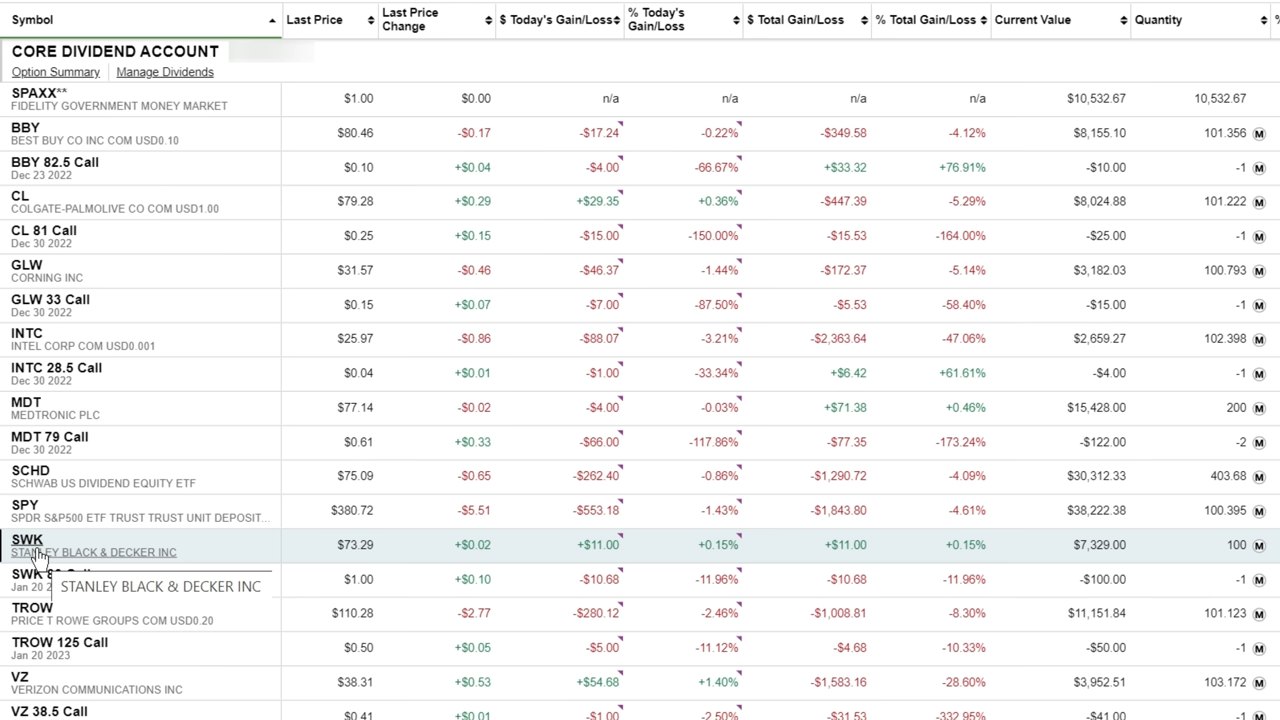 Symbol Last Price Last Price Change $ Today's Gain/Loss % Today's Gain/Loss $ Total Gain/Loss % Total Gain/Loss Current Value Quantity %
CORE DIVIDEND ACCOUNT
Option Summary Manage Dividends
SPAXX** $1.00 $0.00 n/a n/a n/a n/a $10,532.67 10,532.67
FIDELITY GOVERNMENT MONEY MARKET
BBY $80.46 -$0.17 -$17.24 -0.22% -$349.58 -4.12% $8,155.10 101.356 M
BEST BUY CO INC COM USD0.10
BBY 82.5 Call $0.10 +$0.04 -$4.00 -66.67% +$33.32 +76.91% -$10.00 -1 M
Dec 23 2022
CL $79.28 +$0.29 +$29.35 +0.36% -$447.39 -5.29% $8,024.88 101.222 M
COLGATE-PALMOLIVE CO COM USD1.00
CL 81 Call $0.25 +$0.15 -$15.00 -150.00% -$15.53 -164.00% -$25.00 -1 M
Dec 30 2022
GLW $31.57 -$0.46 -$46.37 -1.44% -$172.37 -5.14% $3,182.03 100.793 M
CORNING INC
GLW 33 Call $0.15 +$0.07 -$7.00 -87.50% -$5.53 -58.40% -$15.00 -1 M
Dec 30 2022
INTC $25.97 -$0.86 -$88.07 -3.21% -$2,363.64 -47.06% $2,659.27 102.398 M
INTEL CORP COM USD0.001
INTC 28.5 Call $0.04 +$0.01 -$1.00 -33.34% +$6.42 +61.61% -$4.00 -1 M
Dec 30 2022
MDT $77.14 -$0.02 -$4.00 -0.03% +$71.38 +0.46% $15,428.00 200 M
MEDTRONIC PLC
MDT 79 Call $0.61 +$0.33 -$66.00 -117.86% -$77.35 -173.24% -$122.00 -2 M
Dec 30 2022
SCHD $75.09 -$0.65 -$262.40 -0.86% -$1,290.72 -4.09% $30,312.33 403.68 M
SCHWAB US DIVIDEND EQUITY ETF
SPY $380.72 -$5.51 -$553.18 -1.43% -$1,843.80 -4.61% $38,222.38 100.395 M
SPDR S&P500 ETF TRUST TRUST UNIT DEPOSIT...
SWK $73.29 +$0.02 +$11.00 +0.15% +$11.00 +0.15% $7,329.00 100 M
STANLEY BLACK & DECKER INC
SWK $1.00 +$0.10 -$10.68 -11.96% -$10.68 -11.96% -$100.00 -1 M
Jan 20
STANLEY BLACK & DECKER INC
TROW $110.28 -$2.77 -$280.12 -2.46% -$1,008.81 -8.30% $11,151.84 101.123 M
PRICE T ROWE GROUPS COM USD0.20
TROW 125 Call $0.50 +$0.05 -$5.00 -11.12% -$4.68 -10.33% -$50.00 -1 M
Jan 20 2023
VZ $38.31 +$0.53 +$54.68 +1.40% -$1,583.16 -28.60% $3,952.51 103.172 M
VERIZON COMMUNICATIONS INC
VZ 38.5 Call $0.41 +$0.01 -$1.00 -2.50% -$31.53 -332.95% -$41.00 -1 M